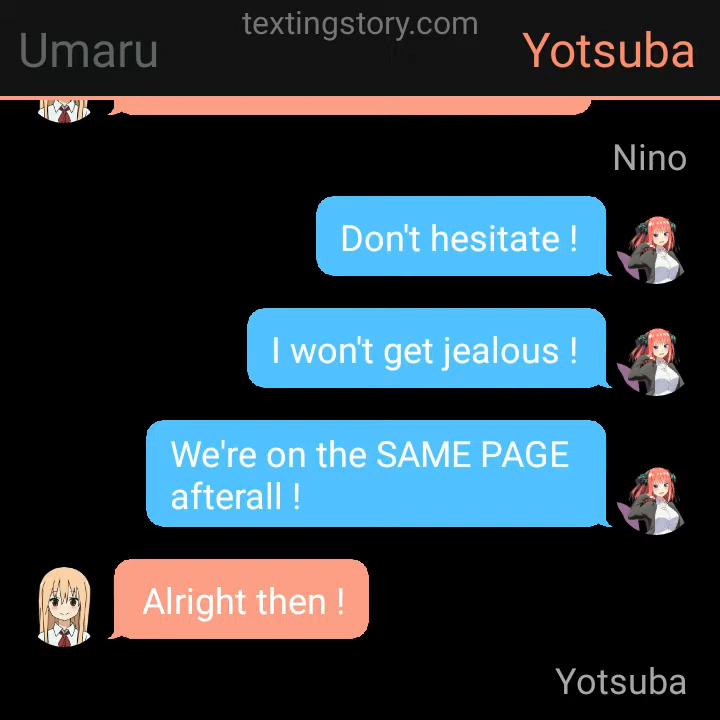 textingstory.com
Umaru
Yotsuba
Nino
Don't hesitate !
I won't get jealous !
We're on the SAME PAGE
afterall !
Alright then !
Yotsuba